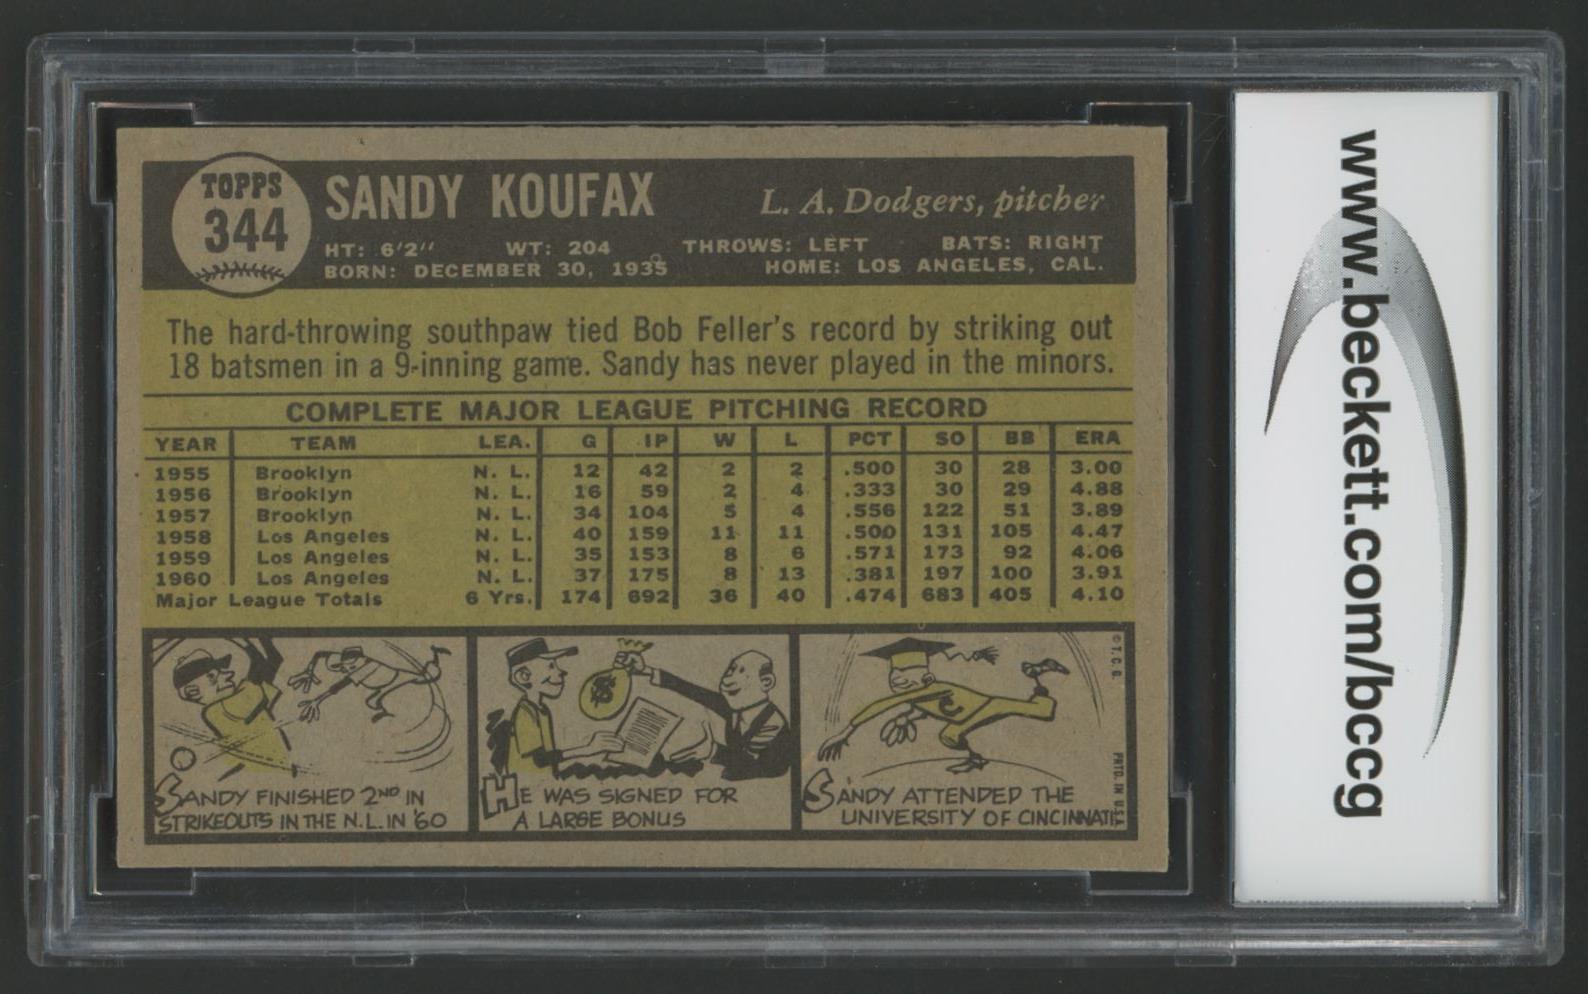 TOPPS
344
SANDY KOUFAX
L. A. Dodgers, pitcher
HT: 6'2" WT: 204 THROWS: LEFT BATS: RIGHT
BORN: DECEMBER 30, 1935 HOME: LOS ANGELES, CAL.
The hard-throwing southpaw tied Bob Feller's record by striking out
18 batsmen in a 9-inning game. Sandy has never played in the minors.
COMPLETE MAJOR LEAGUE PITCHING RECORD
YEAR TEAM LEA. G IP W L PCT SO BB ERA
1955 Brooklyn N. L. 12 42 2 2 .500 30 28 3.00
1956 Brooklyn N. L. 16 59 2 4 .333 30 29 4.88
1957 Brooklyn N. L. 34 104 5 4 .556 122 51 3.89
1958 Los Angeles N. L. 40 159 11 11 .500 131 105 4.47
1959 Los Angeles N. L. 35 153 8 6 .571 173 92 4.06
1960 Los Angeles N. L. 37 175 8 13 .381 197 100 3.91
Major League Totals 6 Yrs. 174 692 36 40 .474 683 405 4.10
SANDY FINISHED 2ND IN
STRIKEOUTS IN THE N.L. IN '60
$
HE WAS SIGNED FOR
A LARGE BONUS
C
SANDY ATTENDED THE
UNIVERSITY OF CINCINNATI
© T. C. G.
PRTD. IN U.S.A.
www.beckett.com/bccg